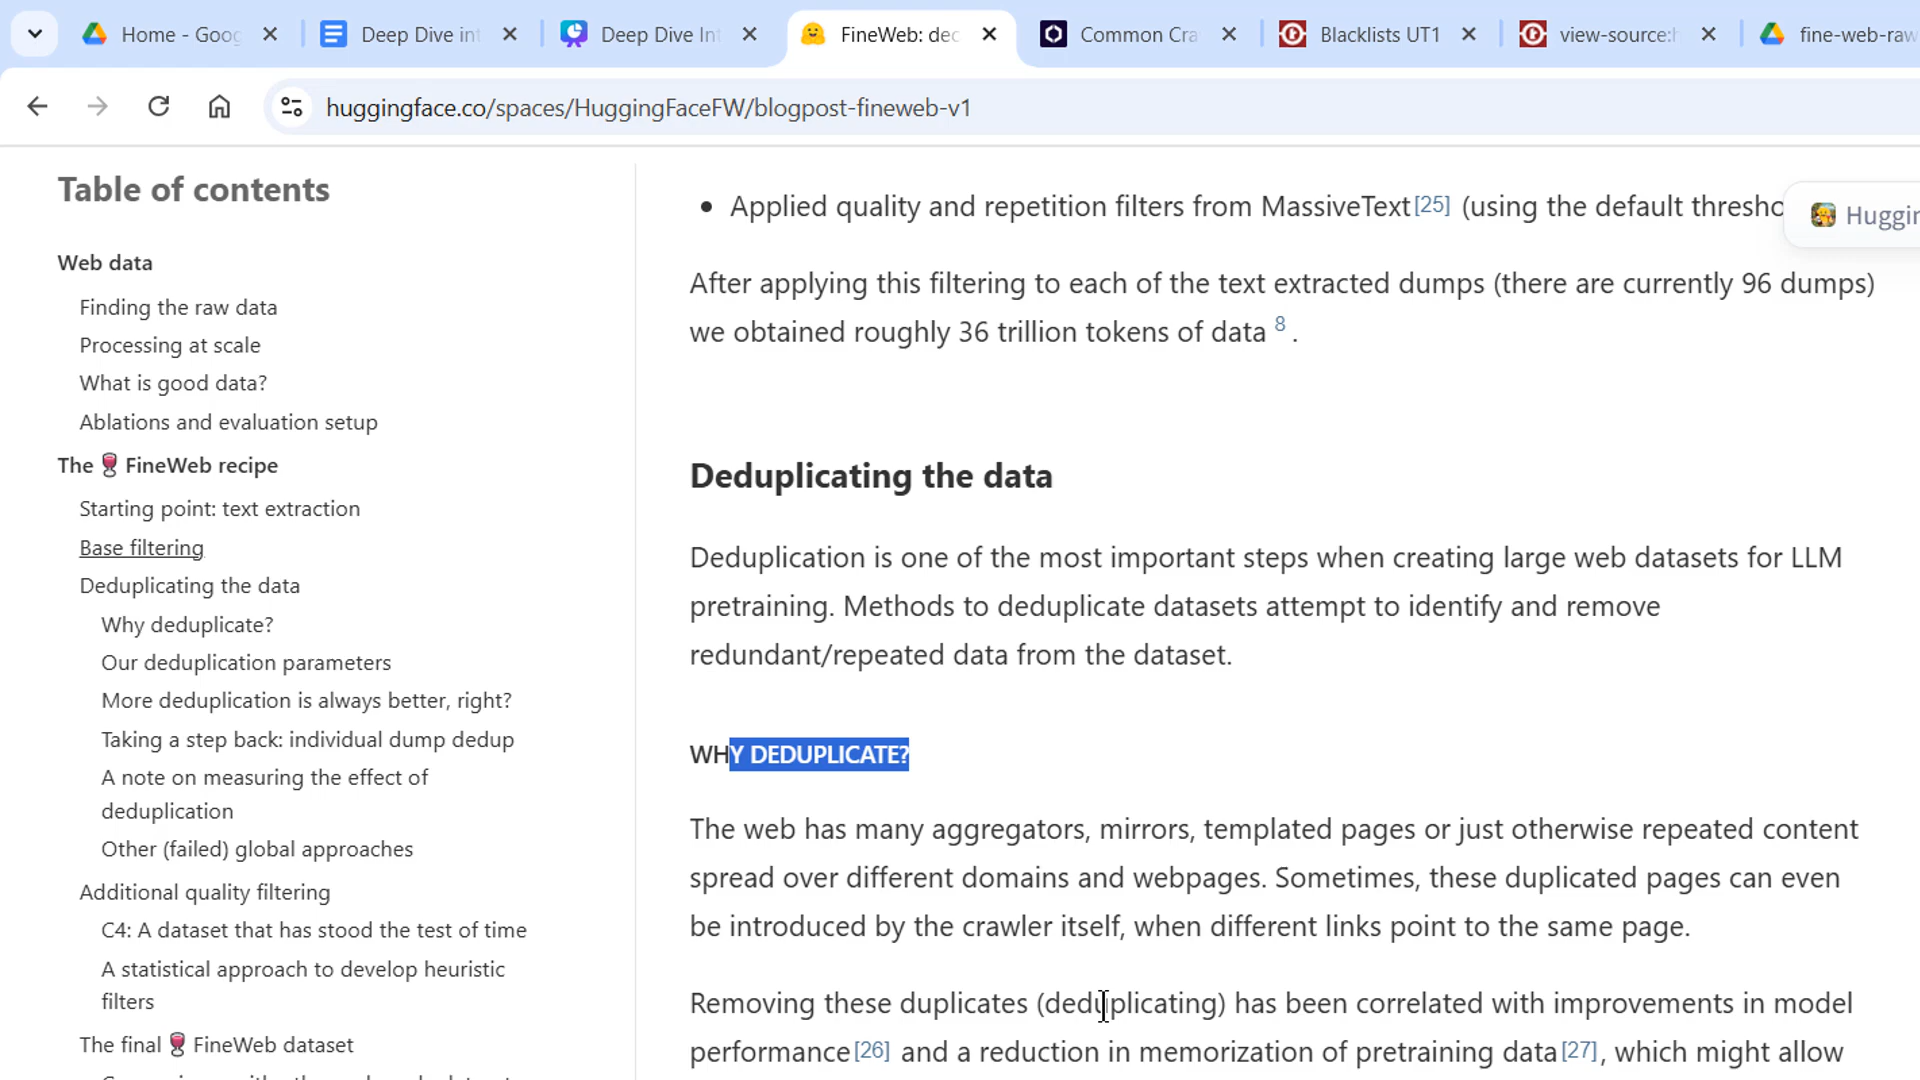 Home - Goog
Deep Dive int
Deep Dive Int
FineWeb: dec
Common Cra
Blacklists UT1
view-source:h
fine-web-raw
huggingface.co/spaces/HuggingFaceFW/blogpost-fineweb-v1
Table of contents
Web data
Finding the raw data
Processing at scale
What is good data?
Ablations and evaluation setup
The 🍷 FineWeb recipe
Starting point: text extraction
Base filtering
Deduplicating the data
Why deduplicate?
Our deduplication parameters
More deduplication is always better, right?
Taking a step back: individual dump dedup
A note on measuring the effect of
deduplication
Other (failed) global approaches
Additional quality filtering
C4: A dataset that has stood the test of time
A statistical approach to develop heuristic
filters
The final 🍷 FineWeb dataset
• Applied quality and repetition filters from MassiveText[25] (using the default thresho
Huggin
After applying this filtering to each of the text extracted dumps (there are currently 96 dumps)
we obtained roughly 36 trillion tokens of data 8 .
Deduplicating the data
Deduplication is one of the most important steps when creating large web datasets for LLM
pretraining. Methods to deduplicate datasets attempt to identify and remove
redundant/repeated data from the dataset.
WHY DEDUPLICATE?
The web has many aggregators, mirrors, templated pages or just otherwise repeated content
spread over different domains and webpages. Sometimes, these duplicated pages can even
be introduced by the crawler itself, when different links point to the same page.
Removing these duplicates (deduplicating) has been correlated with improvements in model
performance[26] and a reduction in memorization of pretraining data[27], which might allow